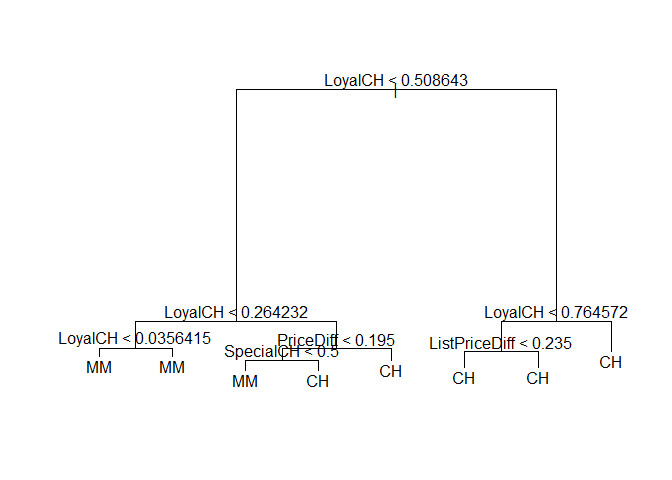 LoyalCH < 0.508643
LoyalCH < 0.264232
LoyalCH < 0.764572
LoyalCH < 0.0356415
PriceDiff < 0.195
ListPriceDiff < 0.235
SpecialCH < 0.5
MM
MM
MM
CH
CH
CH
CH
CH